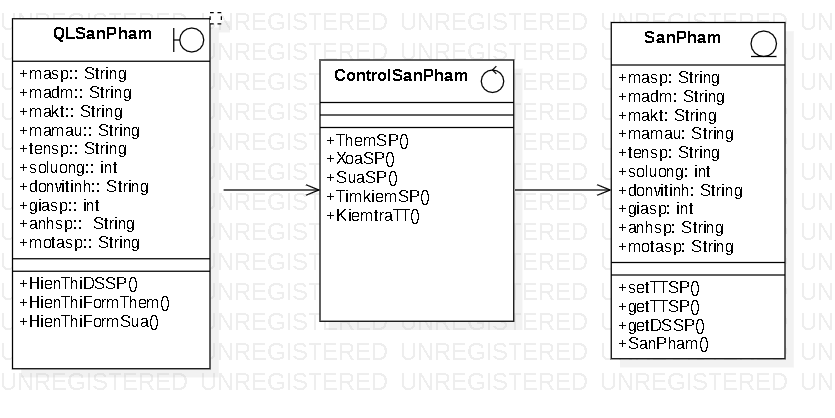 QLSanPham
+masp:: String
+madm:: String
+makt:: String
+mamau:: String
+tensp:: String
+soluong:: int
+donvitinh:: String
+giasp:: int
+anhsp:: String
+motasp:: String
+HienThiDSSP()
+HienThiFormThem()
+HienThiFormSua()
ControlSanPham
+ThemSP()
+XoaSP()
+SuaSP()
+TimkiemSP()
+KiemtraTT()
SanPham
+masp: String
+madm: String
+makt: String
+mamau: String
+tensp: String
+soluong: int
+donvitinh: String
+giasp: int
+anhsp: String
+motasp: String
+setTTSP()
+getTTSP()
+getDSSP()
+SanPham()
UNREGISTERED UNREGISTERED UNREGISTERED UNREGISTERED